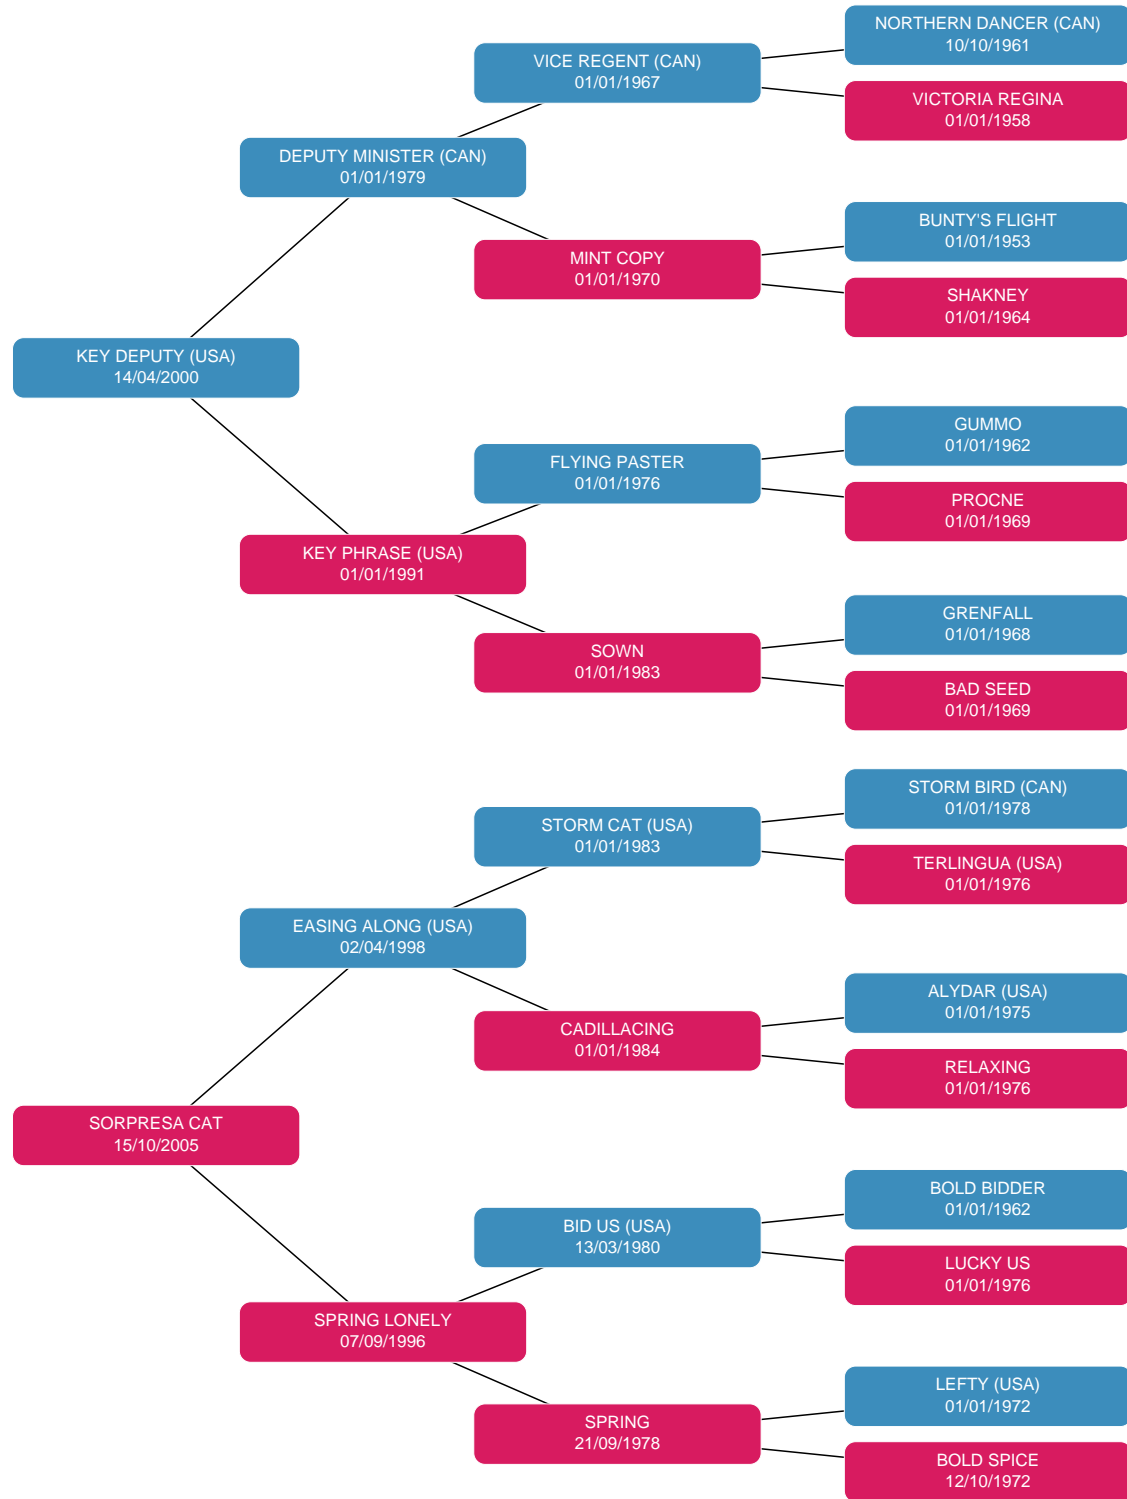 NORTHERN DANCER (CAN)
10/10/1961
VICE REGENT (CAN)
01/01/1967
VICTORIA REGINA
01/01/1958
DEPUTY MINISTER (CAN)
01/01/1979
BUNTY'S FLIGHT
01/01/1953
MINT COPY
01/01/1970
SHAKNEY
01/01/1964
KEY DEPUTY (USA)
14/04/2000
GUMMO
01/01/1962
FLYING PASTER
01/01/1976
PROCNE
01/01/1969
KEY PHRASE (USA)
01/01/1991
GRENFALL
01/01/1968
SOWN
01/01/1983
BAD SEED
01/01/1969
STORM BIRD (CAN)
01/01/1978
STORM CAT (USA)
01/01/1983
TERLINGUA (USA)
01/01/1976
EASING ALONG (USA)
02/04/1998
ALYDAR (USA)
01/01/1975
CADILLACING
01/01/1984
RELAXING
01/01/1976
SORPRESA CAT
15/10/2005
BOLD BIDDER
01/01/1962
BID US (USA)
13/03/1980
LUCKY US
01/01/1976
SPRING LONELY
07/09/1996
LEFTY (USA)
01/01/1972
SPRING
21/09/1978
BOLD SPICE
12/10/1972